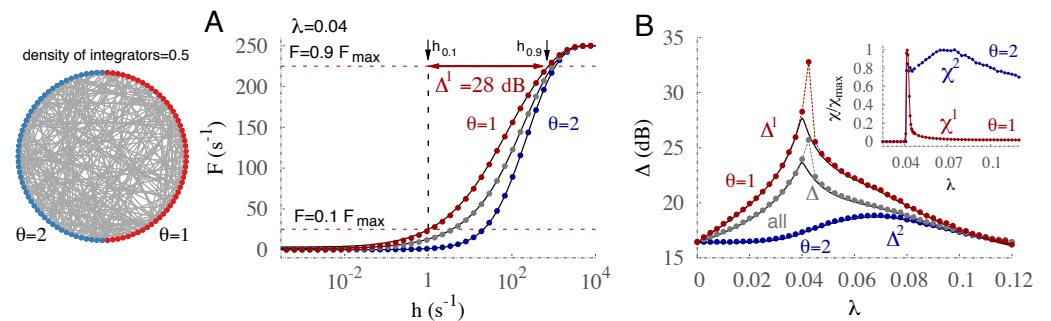 density of integrators=0.5
θ=2
θ=1
A
λ=0.04
F=0.9 F_max
h_0.1
h_0.9
Δ^1 =28 dB
θ=1
θ=2
F=0.1 F_max
F (s^-1)
250
200
150
100
50
0
10^-2
1
10^2
10^4
h (s^-1)
B
Δ (dB)
35
30
25
20
15
0
0.02
0.04
0.06
0.08
0.1
0.12
λ
Δ^1
θ=1
Δ
all
θ=2
Δ^2
χ/χ_max
1
0.8
0.6
0.4
0.2
0
0.04
0.07
0.1
λ
χ^2
θ=2
χ^1
θ=1